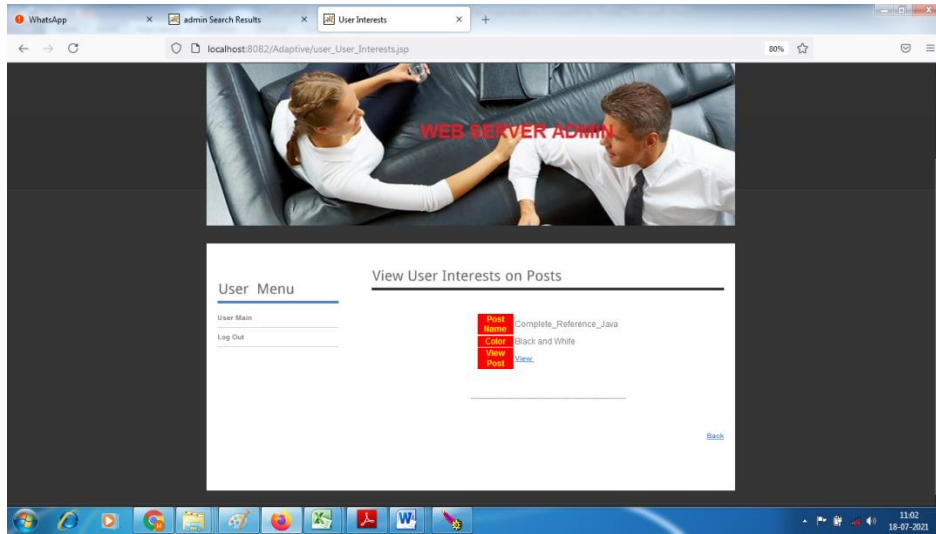 WhatsApp
admin Search Results
User Interests
localhost:8082/Adaptive/user_User_Interests.jsp
80%
WEB SERVER ADMIN
User Menu
User Main
Log Out
View User Interests on Posts
Post Name
Complete_Reference_Java
Color
Black and White
View Post
View
Back
11:02
18-07-2021